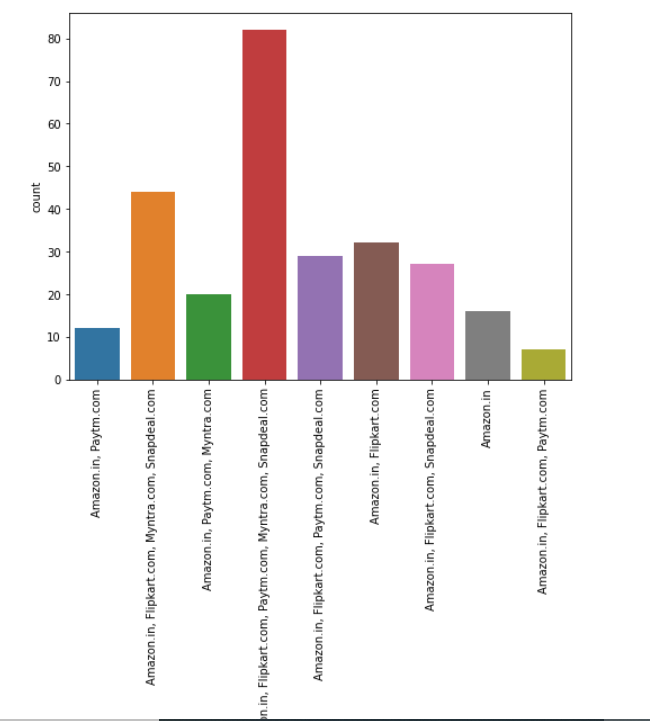 80
70
60
50
40
30
20
10
0
count
Amazon.in, Paytm.com
Amazon.in, Flipkart.com, Myntra.com, Snapdeal.com
Amazon.in, Paytm.com, Myntra.com
on.in, Flipkart.com, Paytm.com, Myntra.com, Snapdeal.com
Amazon.in, Flipkart.com, Paytm.com, Snapdeal.com
Amazon.in, Flipkart.com
Amazon.in, Flipkart.com, Snapdeal.com
Amazon.in
Amazon.in, Flipkart.com, Paytm.com